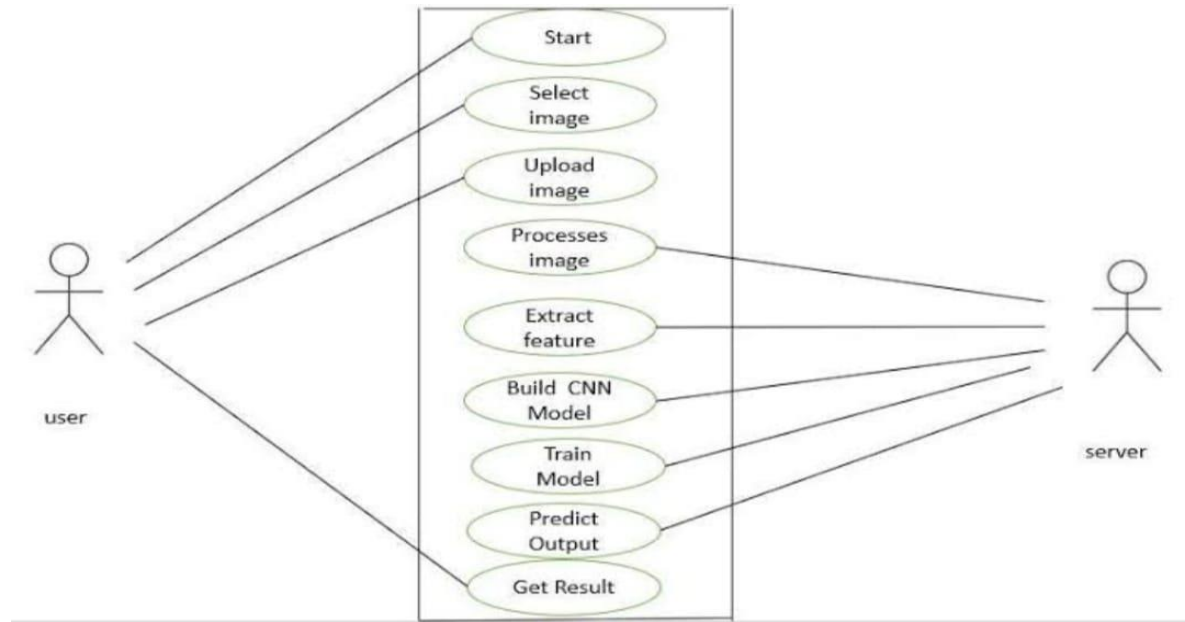 Start
Select
image
Upload
image
Processes
image
Extract
feature
Build CNN
Model
Train
Model
Predict
Output
Get Result
user
server